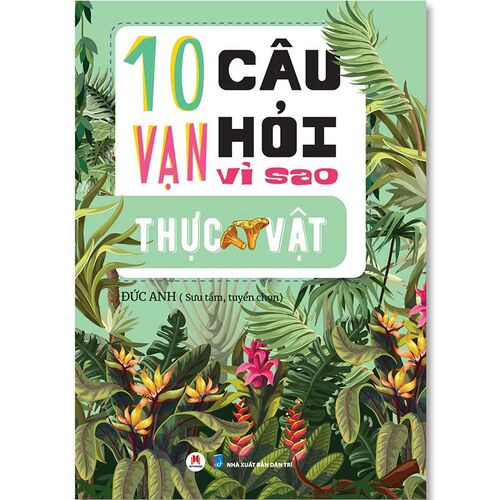 10 CÂU
VẠN HỎI
vì sao
THỰC VẬT
ĐỨC ANH ( Sưu tầm, tuyển chọn)
NHÀ XUẤT BẢN DÂN TRÍ